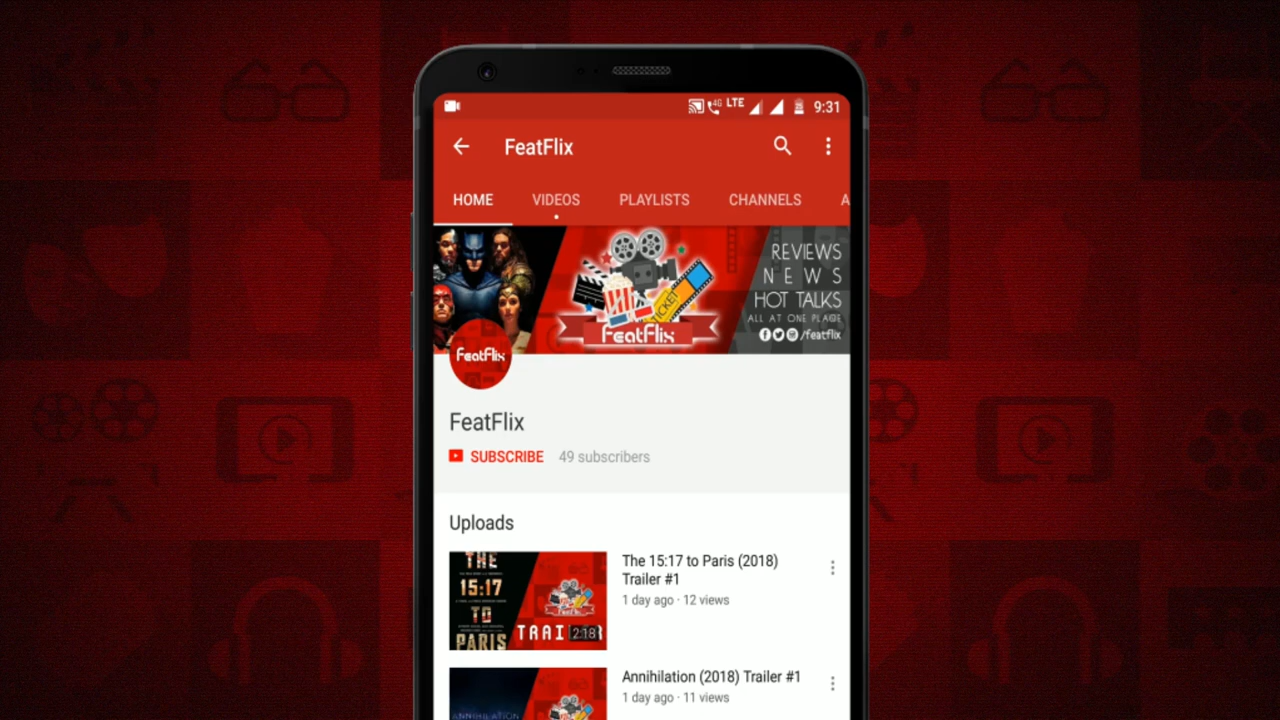 4G LTE 9:31
FeatFlix
HOME VIDEOS PLAYLISTS CHANNELS A
REVIEWS
NEWS
HOT TALKS
ALL AT ONE PLACE
/featflix
TICKET
FeatFlix
FeatFlix
FeatFlix
SUBSCRIBE 49 subscribers
Uploads
THE
15:17
TO
PARIS
TRAI
2:18
The 15:17 to Paris (2018)
Trailer #1
1 day ago · 12 views
ANNIHILATION
Annihilation (2018) Trailer #1
1 day ago · 11 views